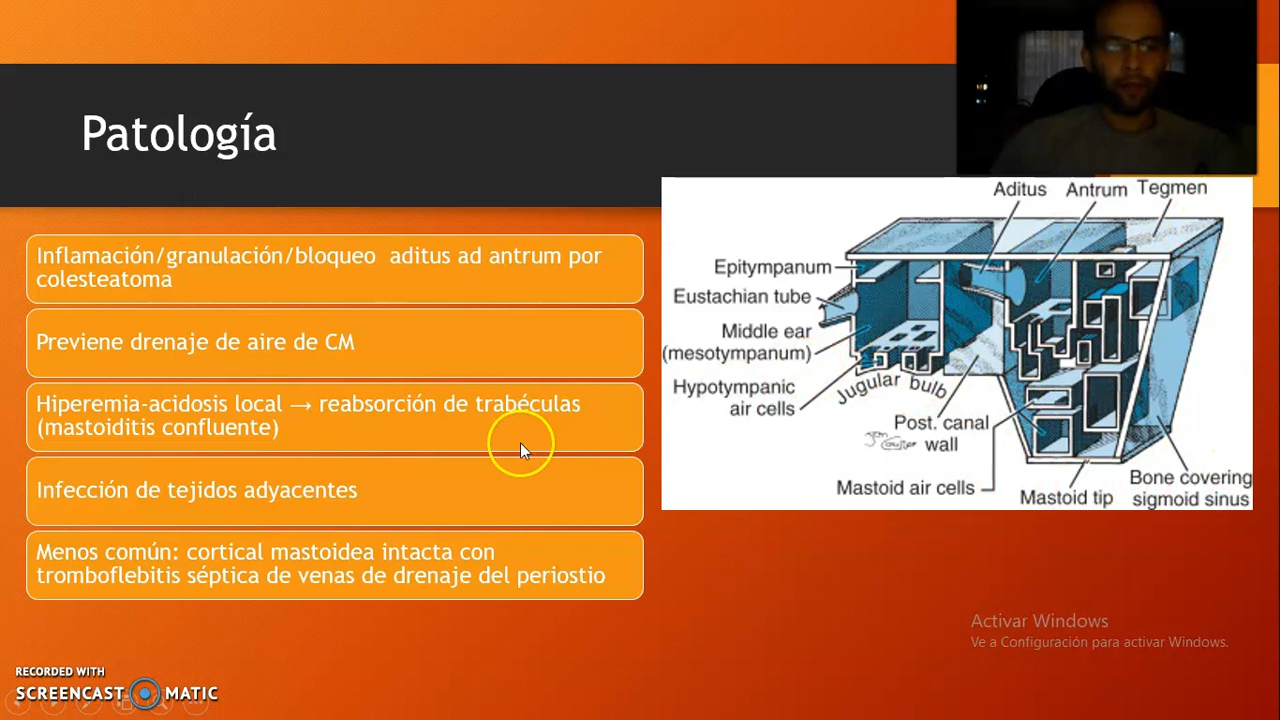 Patología
Inflamación/granulación/bloqueo aditus ad antrum por
colesteatoma
Previene drenaje de aire de CM
Hiperemia-acidosis local → reabsorción de trabéculas
(mastoiditis confluente)
Infección de tejidos adyacentes
Menos común: cortical mastoidea intacta con
tromboflebitis séptica de venas de drenaje del periostio
Aditus
Antrum
Tegmen
Epitympanum
Eustachian tube
Middle ear
(mesotympanum)
Hypotympanic
air cells
Jugular bulb
Post. canal
wall
Mastoid air cells
Mastoid tip
Bone covering
sigmoid sinus
Activar Windows
Ve a Configuración para activar Windows.
RECORDED WITH
SCREENCAST MATIC